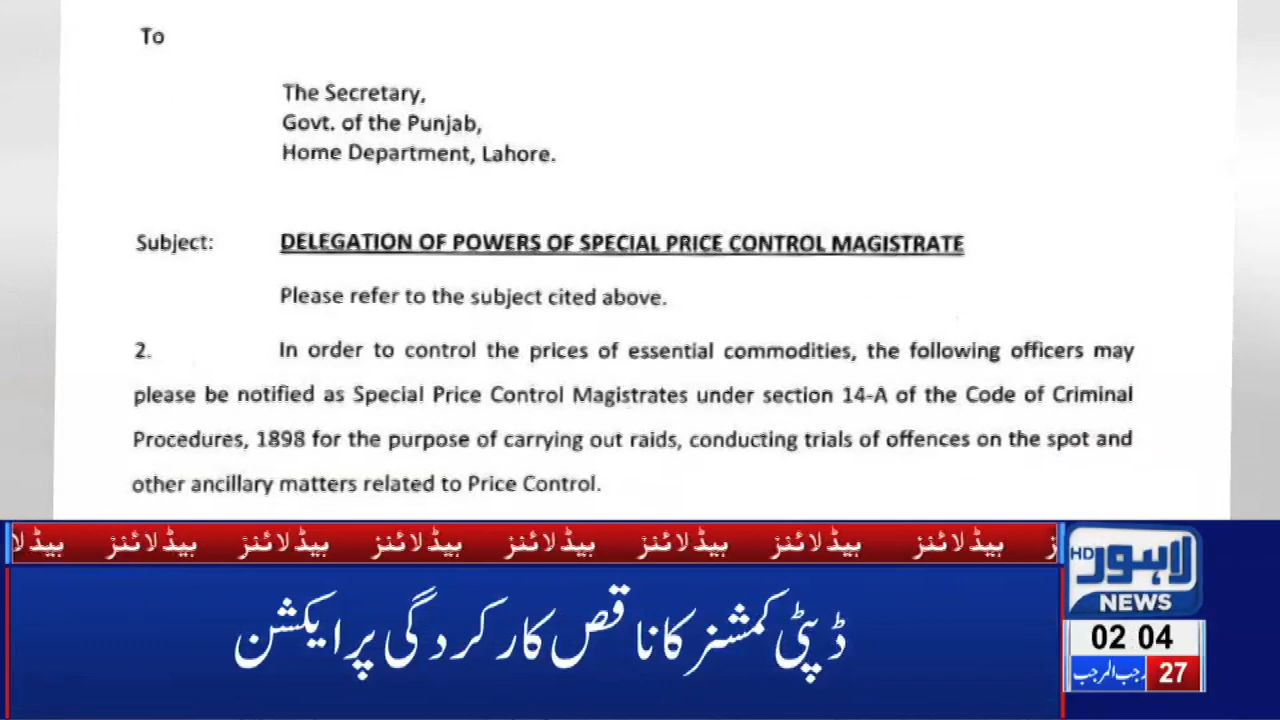 To
The Secretary,
Govt. of the Punjab,
Home Department, Lahore.
Subject: DELEGATION OF POWERS OF SPECIAL PRICE CONTROL MAGISTRATE
Please refer to the subject cited above.
2. In order to control the prices of essential commodities, the following officers may
please be notified as Special Price Control Magistrates under section 14-A of the Code of Criminal
Procedures, 1898 for the purpose of carrying out raids, conducting trials of offences on the spot and
other ancillary matters related to Price Control.
ہیڈلائنز ہیڈلائنز ہیڈلائنز ہیڈلائنز ہیڈلائنز ہیڈلائنز ہیڈلائنز ہیڈلا
ڈپٹی کمشنر کا ناقص کارکردگی پر ایکشن
لاہور HD
NEWS
02 04
27 رجب المرجب